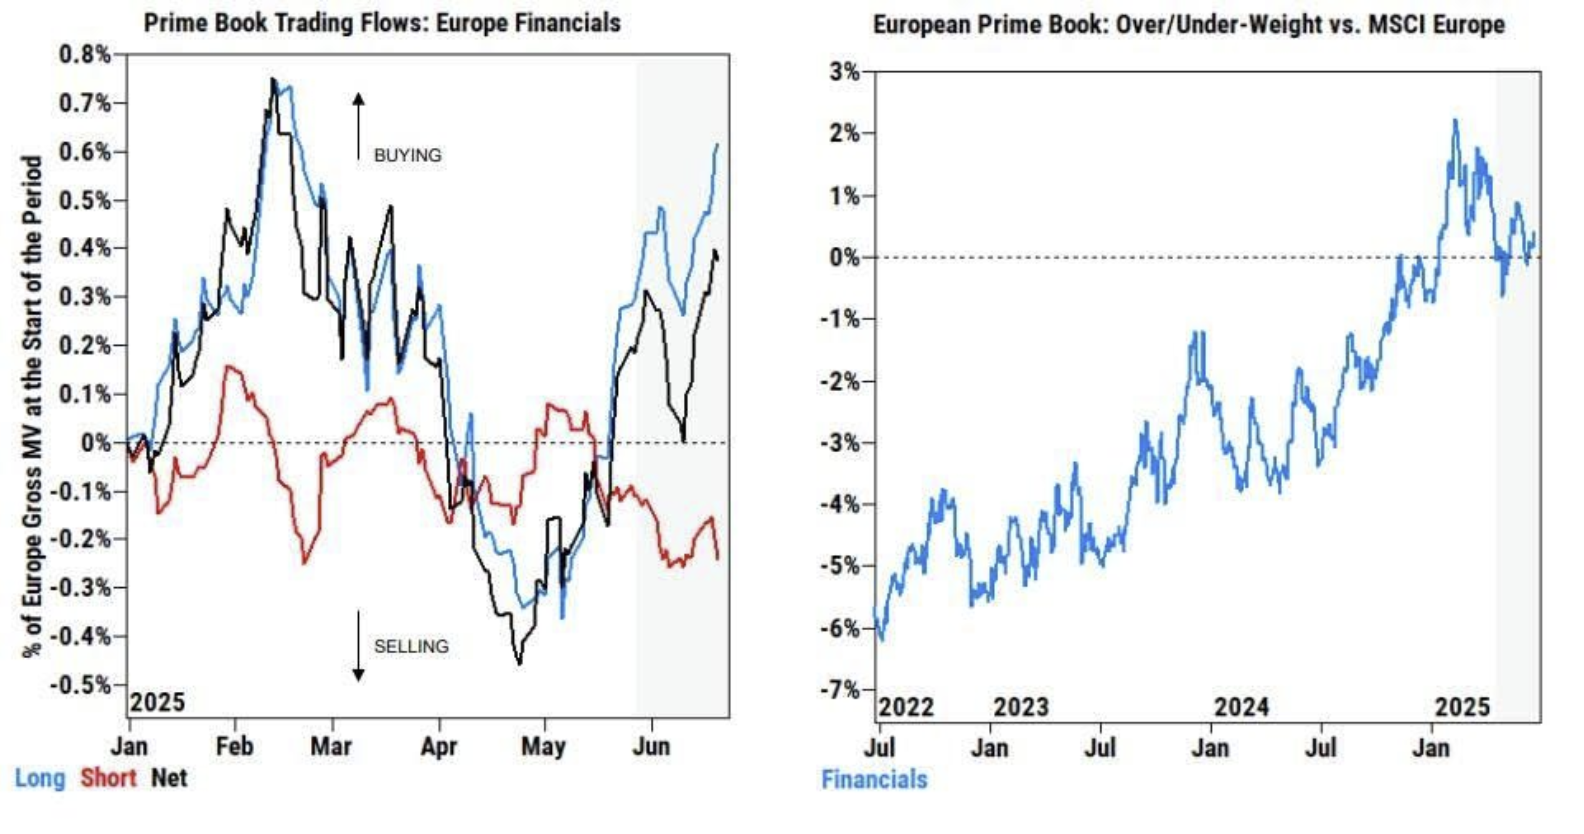 Prime Book Trading Flows: Europe Financials
% of Europe Gross MV at the Start of the Period
0.8%
0.7%
0.6%
0.5%
0.4%
0.3%
0.2%
0.1%
0%
-0.1%
-0.2%
-0.3%
-0.4%
-0.5%
BUYING
SELLING
2025
Jan Feb Mar Apr May Jun
Long Short Net
European Prime Book: Over/Under-Weight vs. MSCI Europe
3%
2%
1%
0%
-1%
-2%
-3%
-4%
-5%
-6%
-7%
2022 2023 2024 2025
Jul Jan Jul Jan Jul Jan
Financials